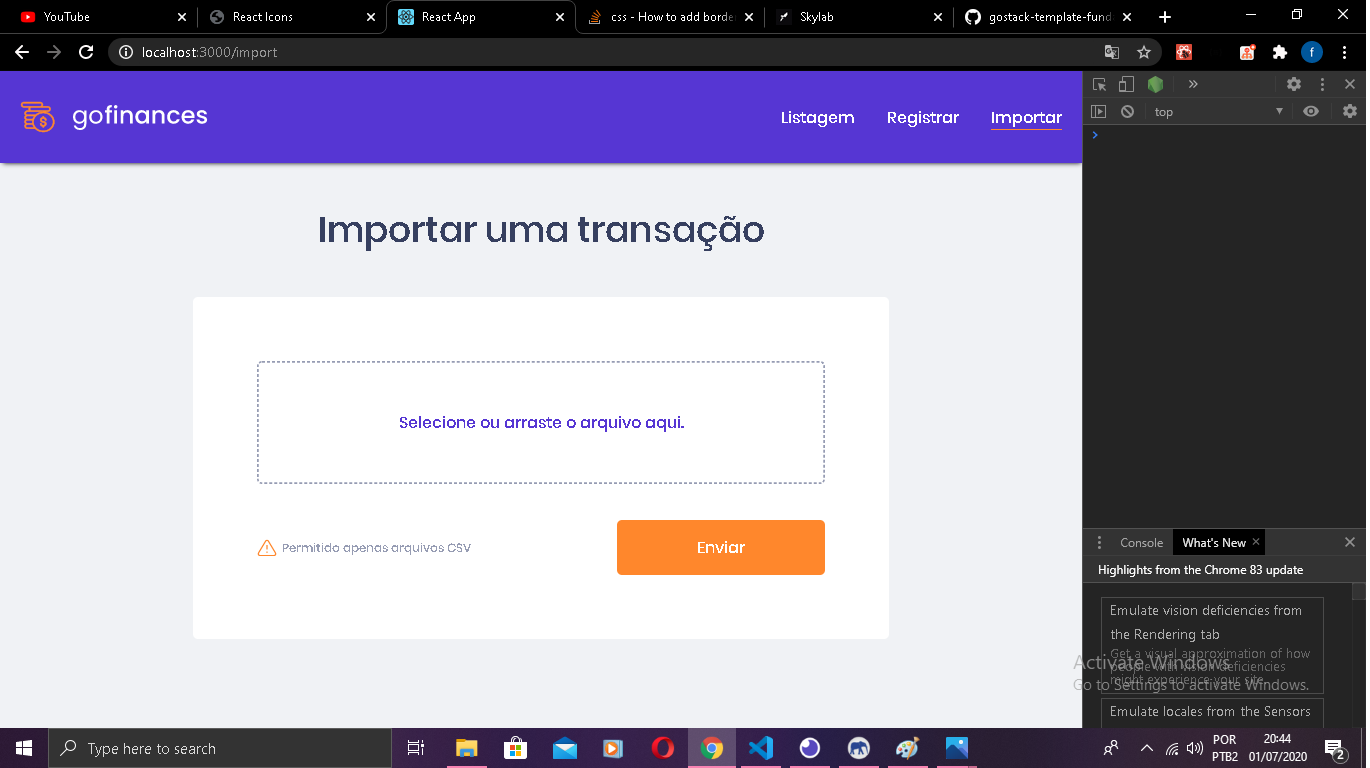 YouTube
React Icons
React App
css - How to add borde
Skylab
gostack-template-fund
localhost:3000/import
f
gofinances
Listagem
Registrar
Importar
top
Importar uma transação
Selecione ou arraste o arquivo aqui.
Permitido apenas arquivos CSV
Enviar
Console
What's New
Highlights from the Chrome 83 update
Emulate vision deficiencies from
the Rendering tab
Get a visual approximation of how
people with vision deficiencies
might experience your site
Emulate locales from the Sensors
Activate Windows
Go to Settings to activate Windows.
Type here to search
POR
PTB2
20:44
01/07/2020
2